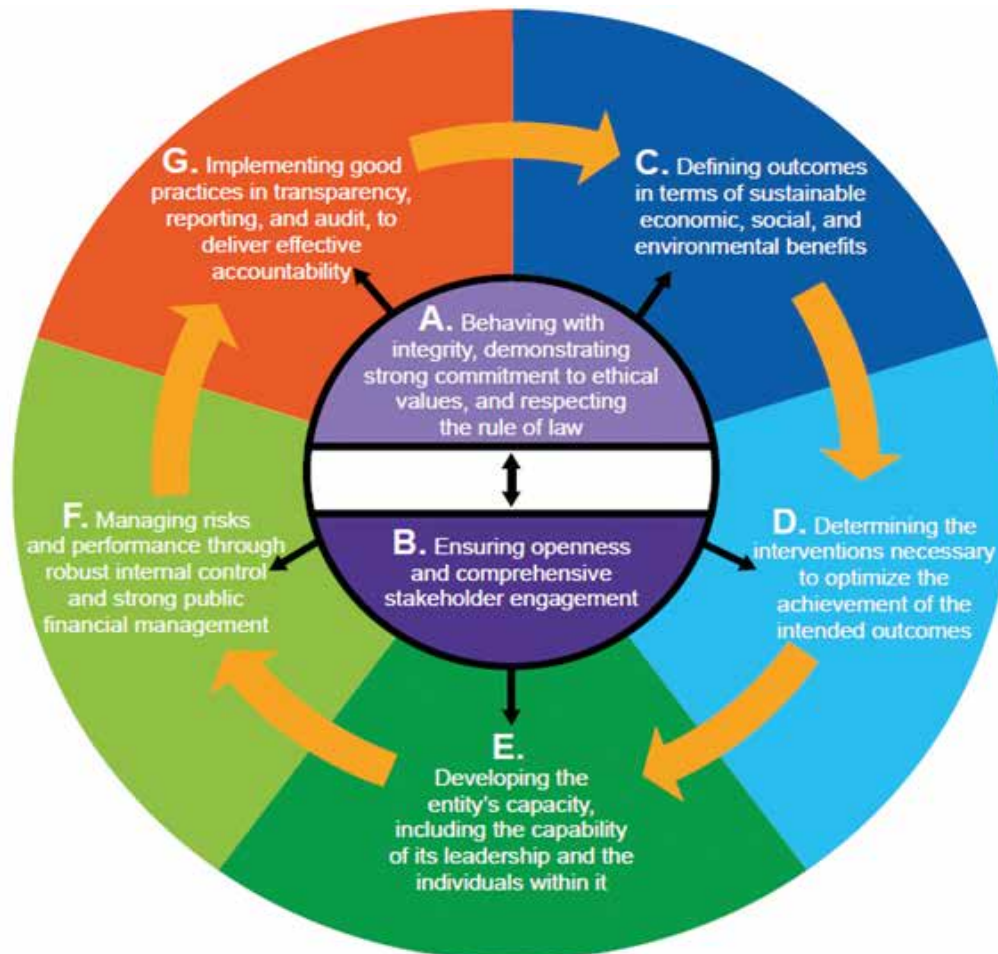 A. Behaving with
integrity, demonstrating
strong commitment to ethical
values, and respecting
the rule of law
B. Ensuring openness
and comprehensive
stakeholder engagement
C. Defining outcomes
in terms of sustainable
economic, social, and
environmental benefits
D. Determining the
interventions necessary
to optimize the
achievement of the
intended outcomes
E.
Developing the
entity's capacity,
including the capability
of its leadership and the
individuals within it
F. Managing risks
and performance through
robust internal control
and strong public
financial management
G. Implementing good
practices in transparency,
reporting, and audit, to
deliver effective
accountability